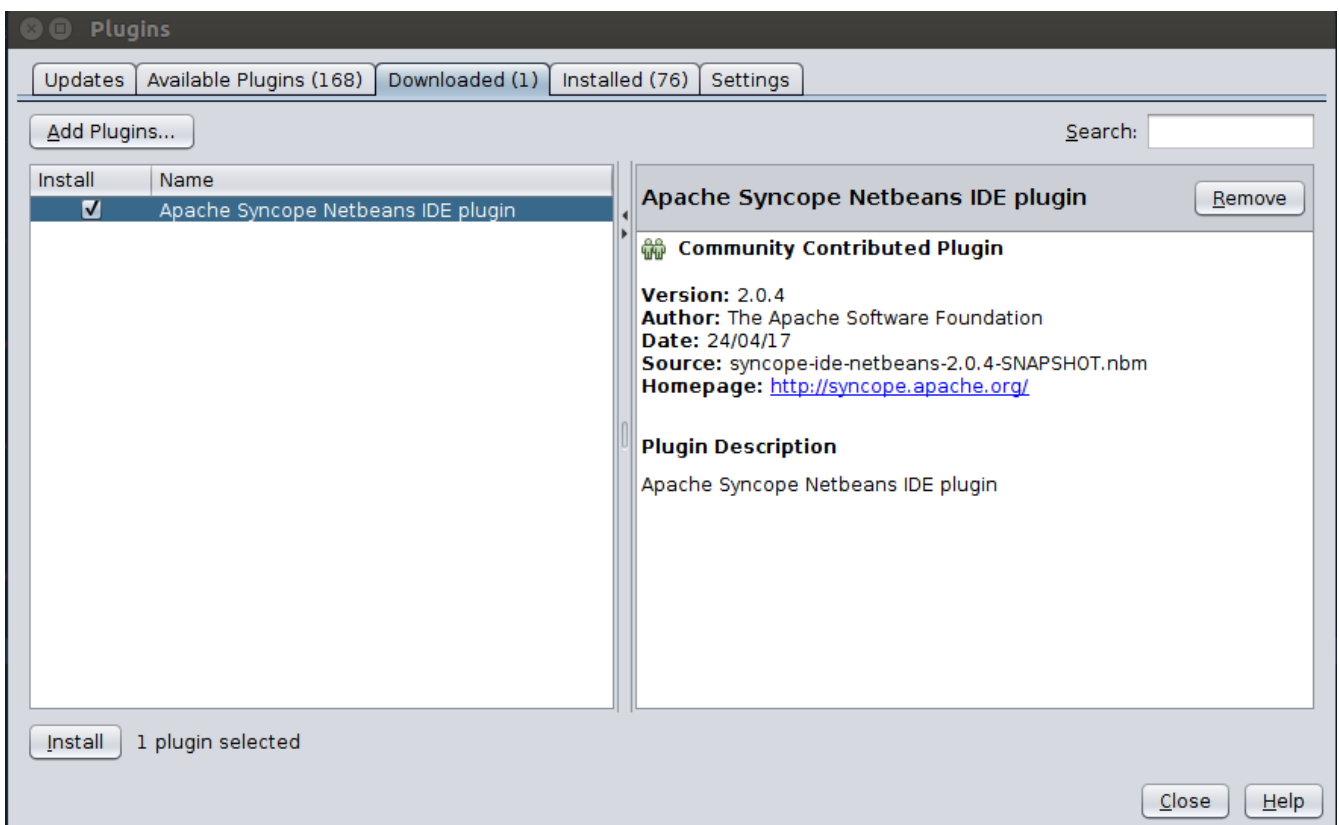 Plugins
Updates Available Plugins (168) Downloaded (1) Installed (76) Settings
Add Plugins... Search:
Install Name
Apache Syncope Netbeans IDE plugin
Apache Syncope Netbeans IDE plugin Remove
Community Contributed Plugin
Version: 2.0.4
Author: The Apache Software Foundation
Date: 24/04/17
Source: syncope-ide-netbeans-2.0.4-SNAPSHOT.nbm
Homepage: http://syncope.apache.org/
Plugin Description
Apache Syncope Netbeans IDE plugin
Install 1 plugin selected
Close Help